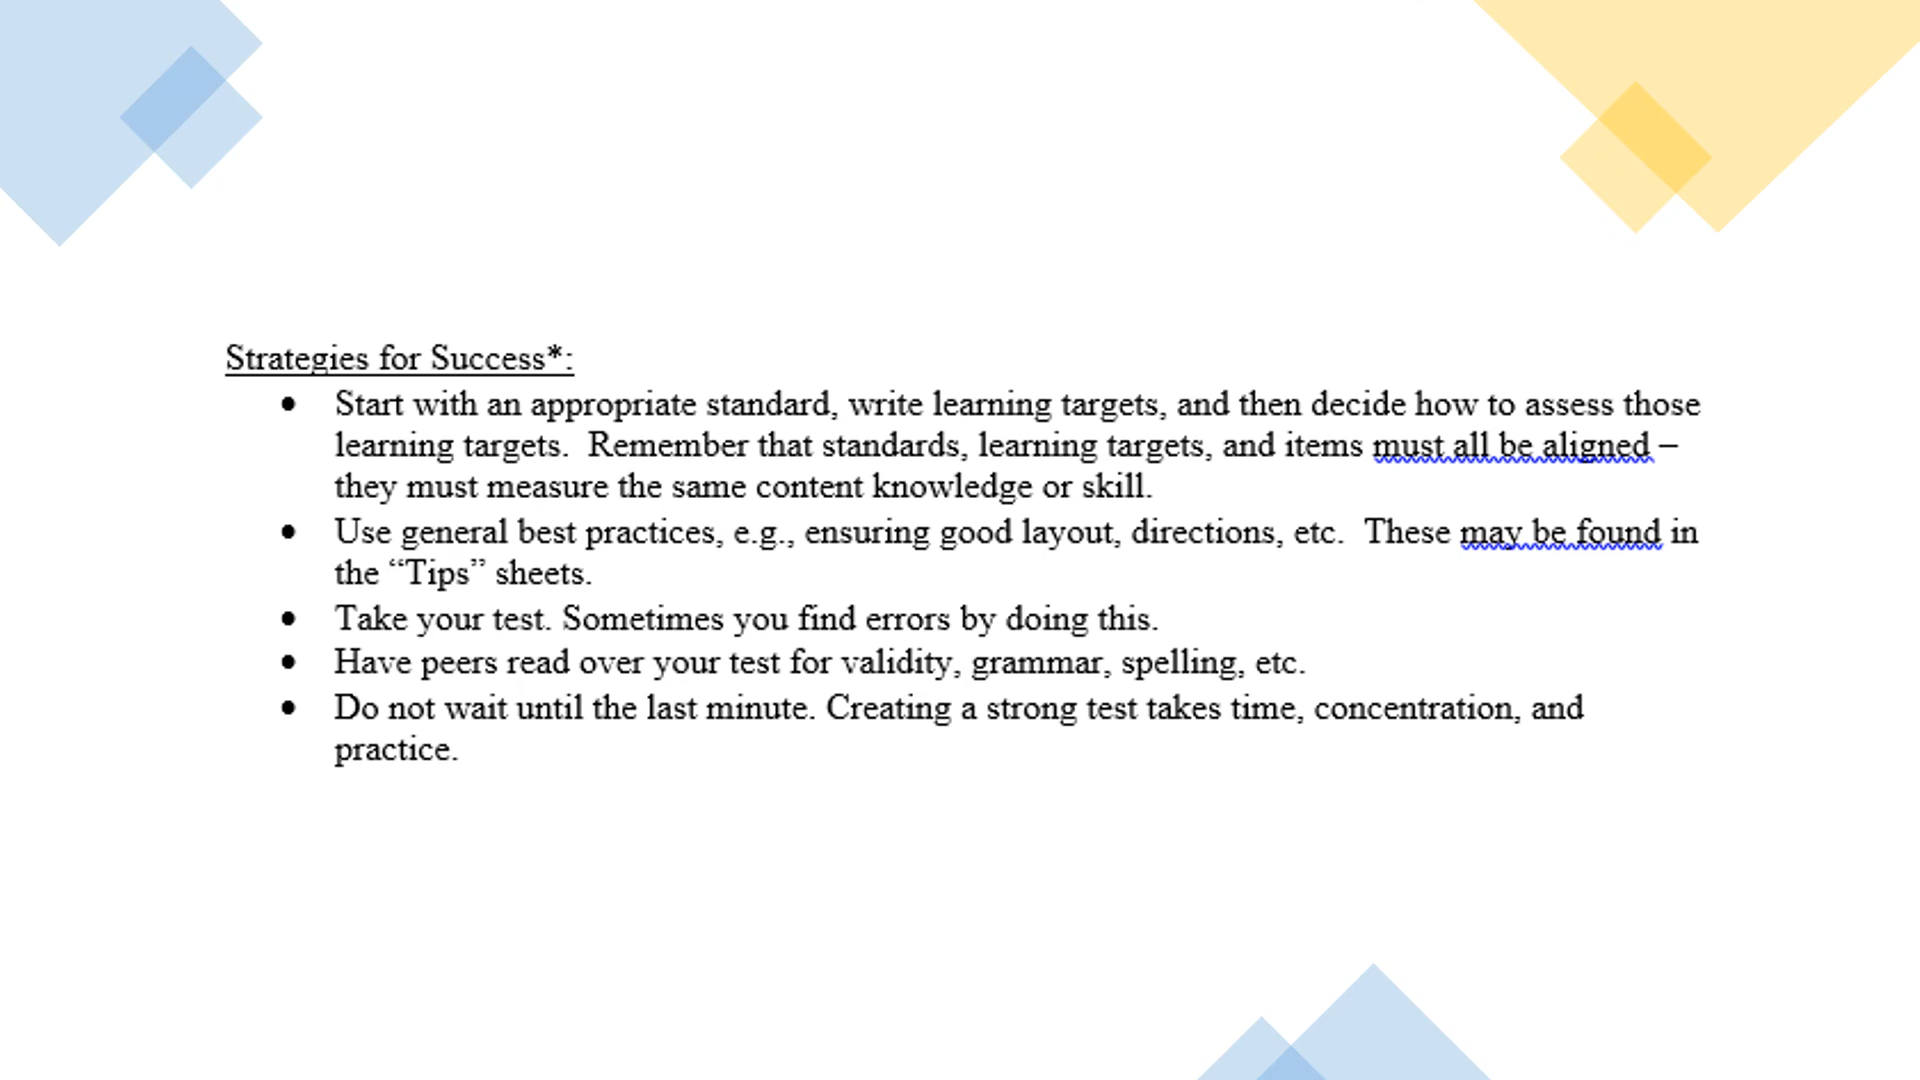 Strategies for Success*:
• Start with an appropriate standard, write learning targets, and then decide how to assess those
learning targets.  Remember that standards, learning targets, and items must all be aligned –
they must measure the same content knowledge or skill.
• Use general best practices, e.g., ensuring good layout, directions, etc.  These may be found in
the “Tips” sheets.
• Take your test. Sometimes you find errors by doing this.
• Have peers read over your test for validity, grammar, spelling, etc.
• Do not wait until the last minute. Creating a strong test takes time, concentration, and
practice.